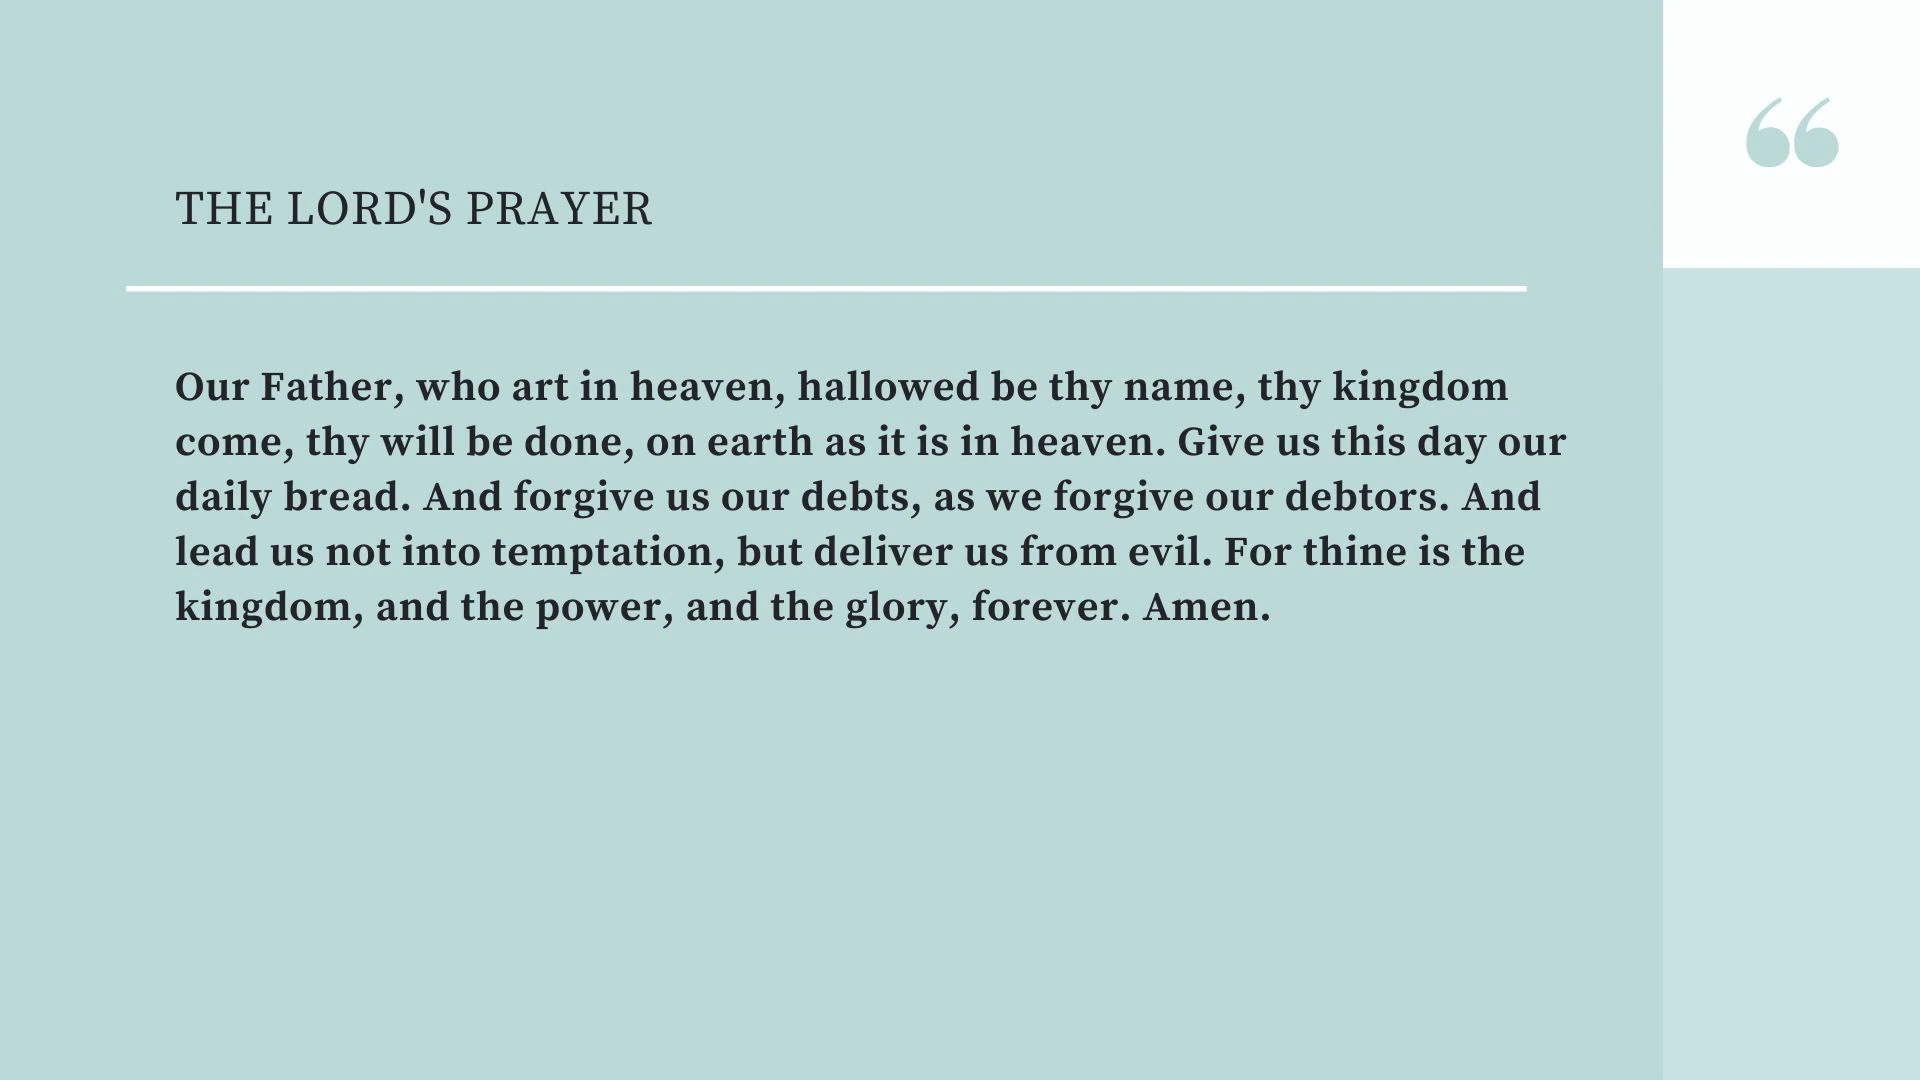 THE LORD'S PRAYER
Our Father, who art in heaven, hallowed be thy name, thy kingdom
come, thy will be done, on earth as it is in heaven. Give us this day our
daily bread. And forgive us our debts, as we forgive our debtors. And
lead us not into temptation, but deliver us from evil. For thine is the
kingdom, and the power, and the glory, forever. Amen.